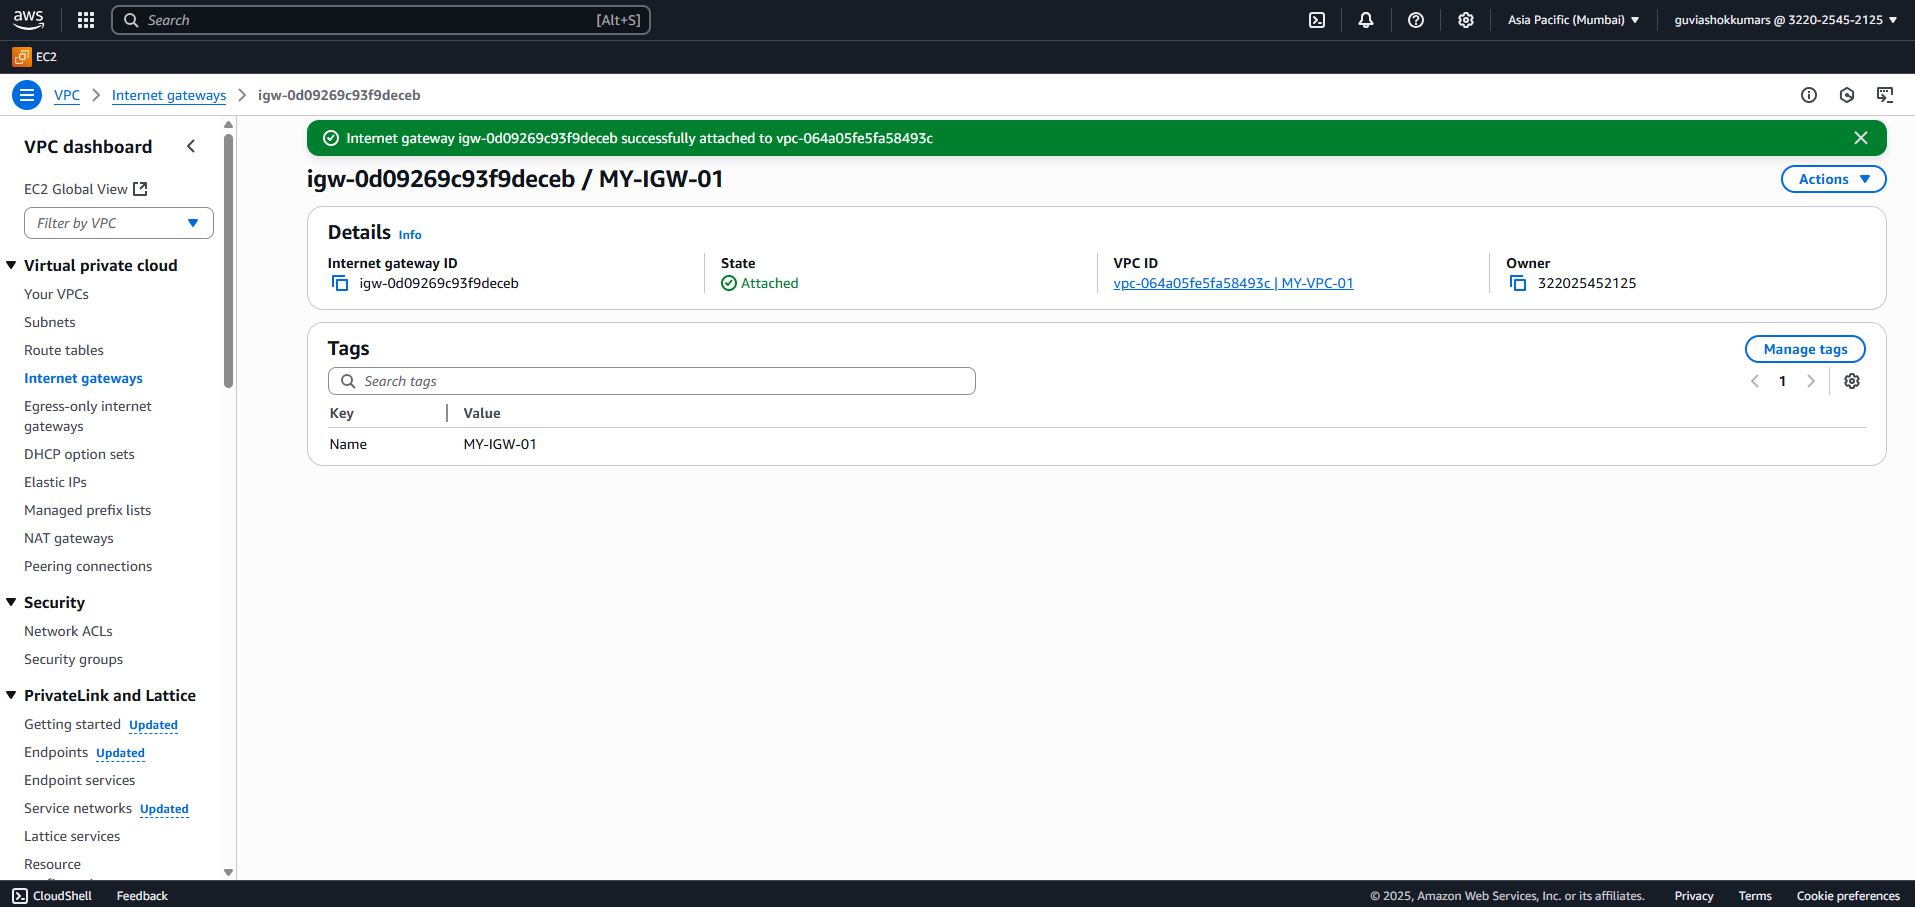 aws
Search [Alt+S]
Asia Pacific (Mumbai)
guviashokkumars @ 3220-2545-2125
EC2
VPC
Internet gateways
igw-0d09269c93f9deceb
VPC dashboard
EC2 Global View
Filter by VPC
Virtual private cloud
Your VPCs
Subnets
Route tables
Internet gateways
Egress-only internet
gateways
DHCP option sets
Elastic IPs
Managed prefix lists
NAT gateways
Peering connections
Security
Network ACLs
Security groups
PrivateLink and Lattice
Getting started Updated
Endpoints Updated
Endpoint services
Service networks Updated
Lattice services
Resource
Internet gateway igw-0d09269c93f9deceb successfully attached to vpc-064a05fe5fa58493c
igw-0d09269c93f9deceb / MY-IGW-01
Actions
Details Info
Internet gateway ID
igw-0d09269c93f9deceb
State
Attached
VPC ID
vpc-064a05fe5fa58493c | MY-VPC-01
Owner
322025452125
Tags
Manage tags
Search tags
1
Key Value
Name MY-IGW-01
CloudShell
Feedback
© 2025, Amazon Web Services, Inc. or its affiliates.
Privacy
Terms
Cookie preferences